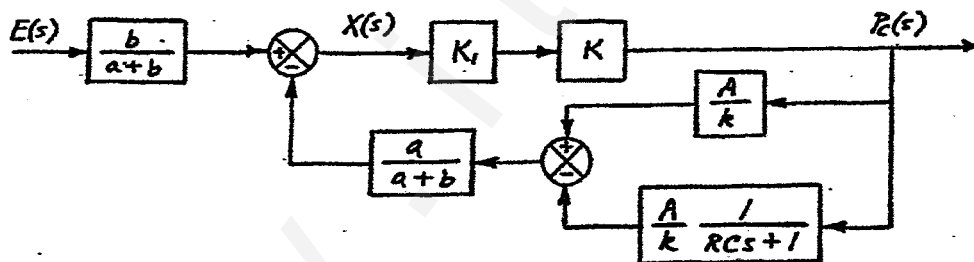 E(s)
b
a+b
+
-
X(s)
K₁
K
Pc(s)
A
k
+
-
a
a+b
A
k
1
RCs+1